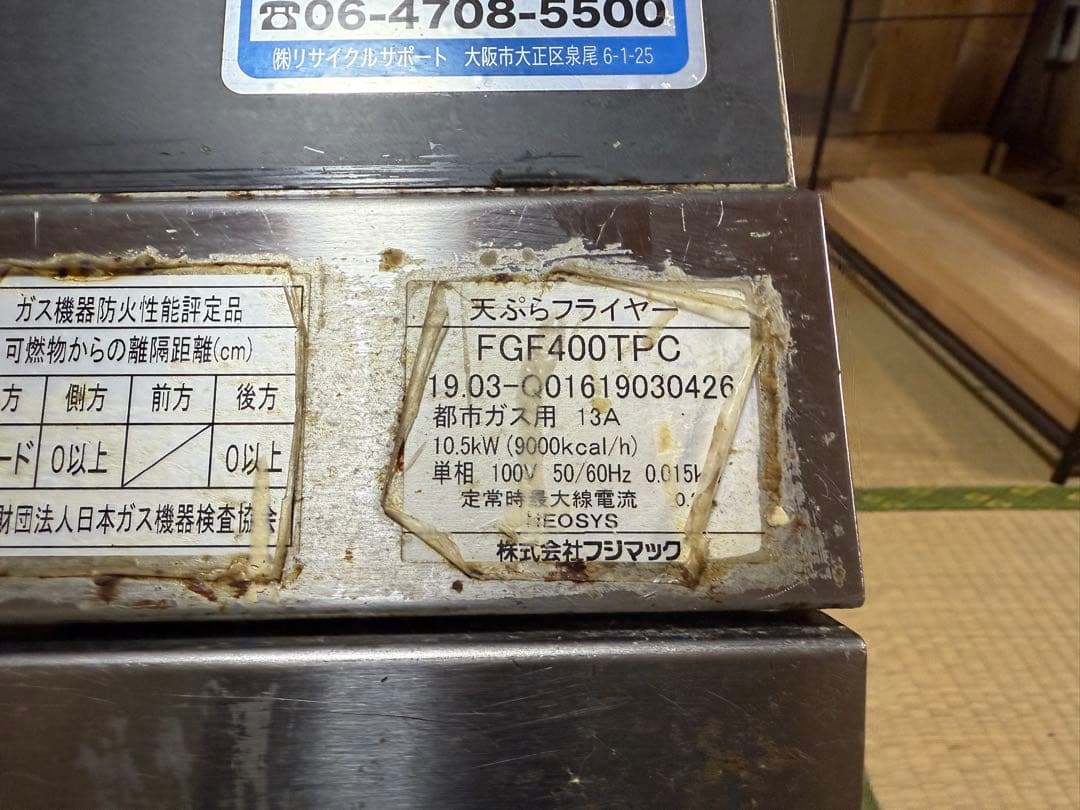 ☎06-4708-5500
㈱リサイクルサポート 大阪市大正区泉尾 6-1-25
ガス機器防火性能評定品
可燃物からの離隔距離(cm)
方 側方 前方 後方
ド 0以上 0以上
財団法人日本ガス機器検査協会
天ぷらフライヤー
FGF400TPC
19.03-Q01619030426
都市ガス用 13A
10.5kW (9000kcal/h)
単相 100V 50/60Hz 0.015k
定常時最大線電流 0.
NEOSYS
株式会社フジマック